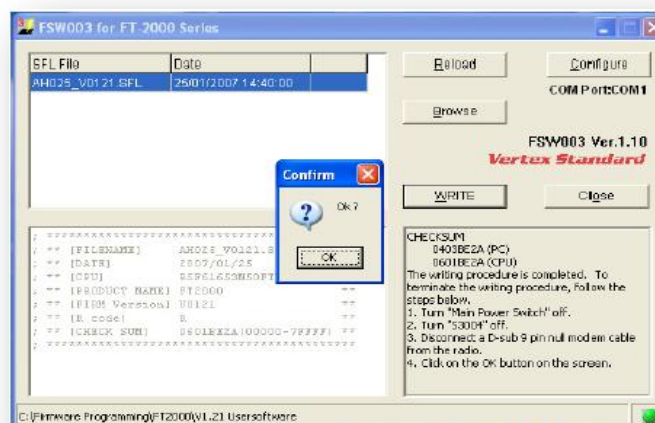 FSW003 for FT-2000 Series
SFL File Date
AH026_V0121.SFL 25/01/2007 14:40:00
Reload
Configure
COM Port:COM1
Browse
FSW003 Ver.1.10
Vertex Standard
WRITE
Close
Confirm
Ok?
OK
; ** [FILENAME]
; ** [DATE] 2007/01/25 **
; ** [CPU]
; ** [PRODUCT NAME] FT2000 **
; ** [FIRM Version] V0121 **
; ** [R code] R **
; ** [CHECK SUM] 0601BE2A(00000-7FFFF) **
CHECKSUM
0403BE2A (PC)
0601BE2A (CPU)
The writing procedure is completed. To
terminate the writing procedure, follow the
steps below.
1. Turn "Main Power Switch" off.
2. Turn "S3004" off.
3. Disconnect a D-sub 9 pin null modem cable
from the radio.
4. Click on the OK button on the screen.
C:\Firmware Programming\FT2000\V1.21 Usersoftware